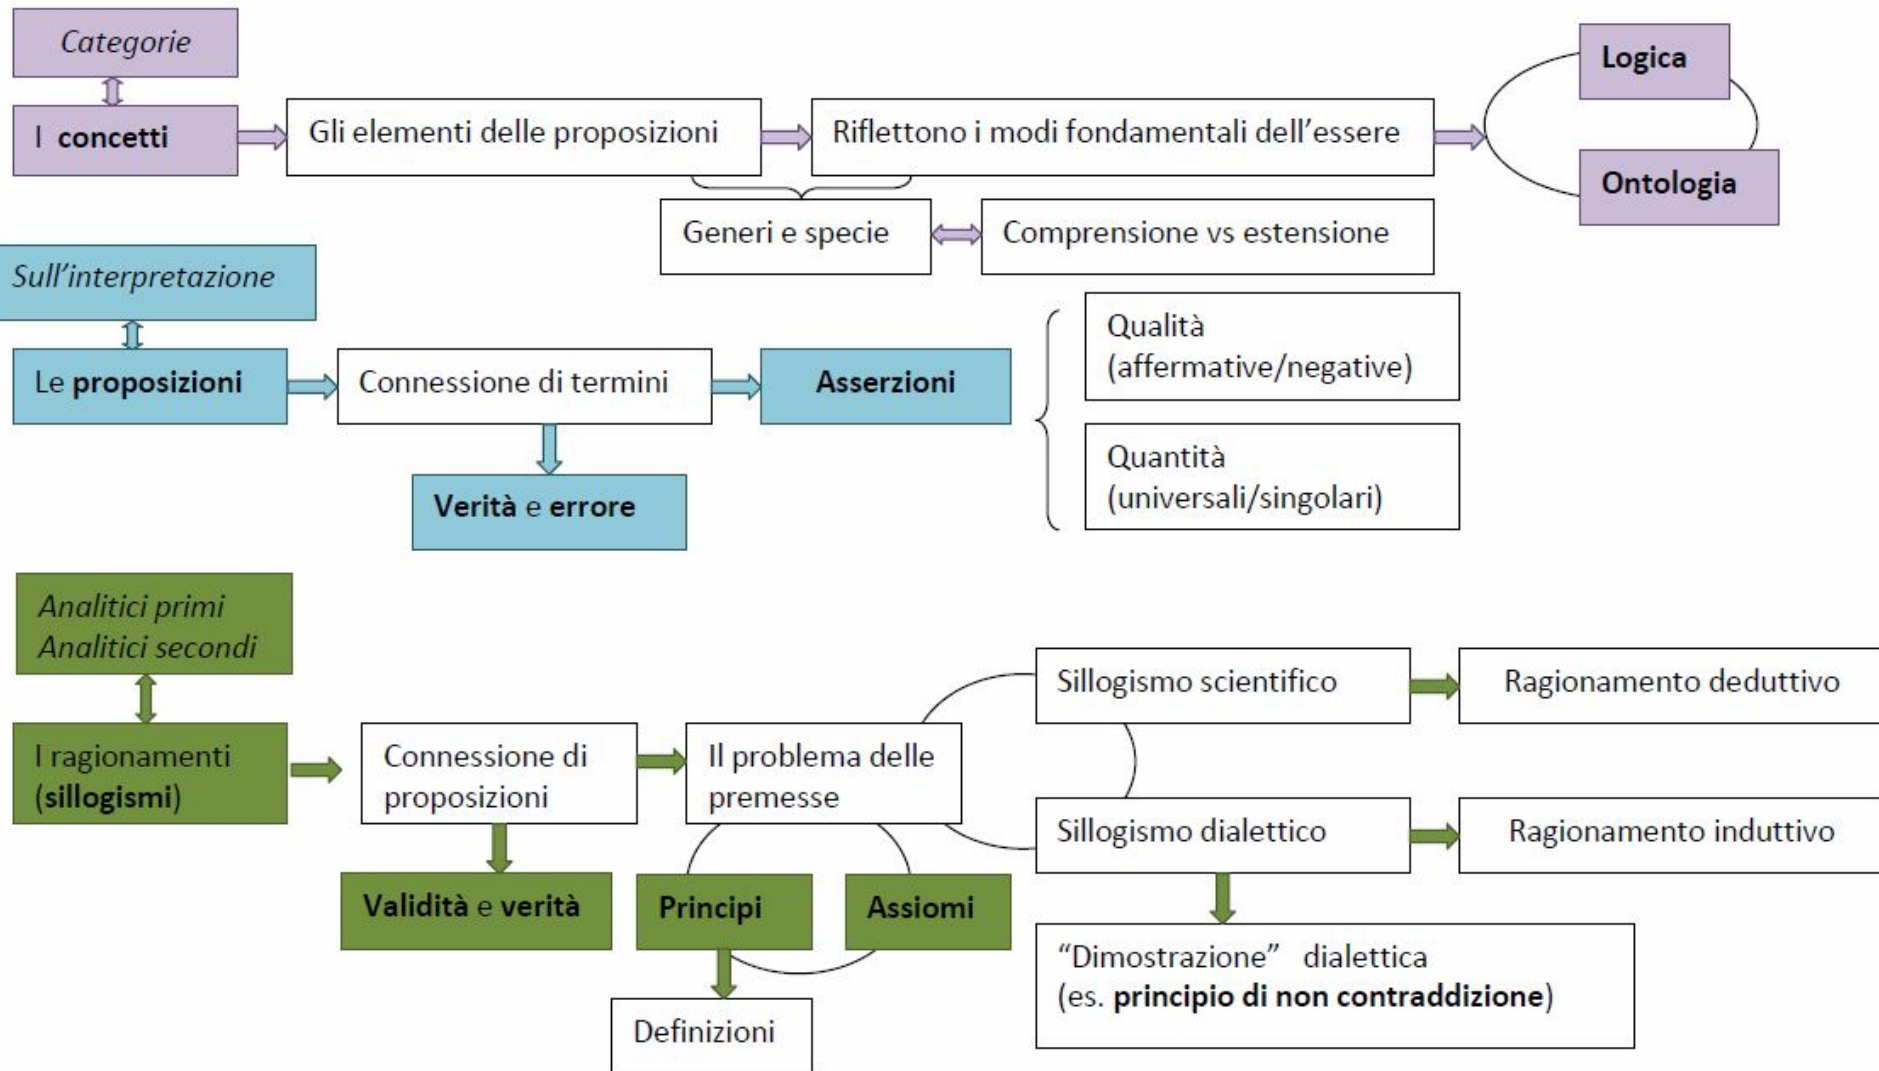 Categorie
I concetti
Gli elementi delle proposizioni
Riflettono i modi fondamentali dell’essere
Logica
Ontologia
Generi e specie
Comprensione vs estensione
Sull’interpretazione
Le proposizioni
Connessione di termini
Asserzioni
Qualità
(affermative/negative)
Quantità
(universali/singolari)
Verità e errore
Analitici primi
Analitici secondi
I ragionamenti
(sillogismi)
Connessione di
proposizioni
Il problema delle
premesse
Sillogismo scientifico
Ragionamento deduttivo
Sillogismo dialettico
Ragionamento induttivo
Validità e verità
Principi
Assiomi
“Dimostrazione” dialettica
(es. principio di non contraddizione)
Definizioni